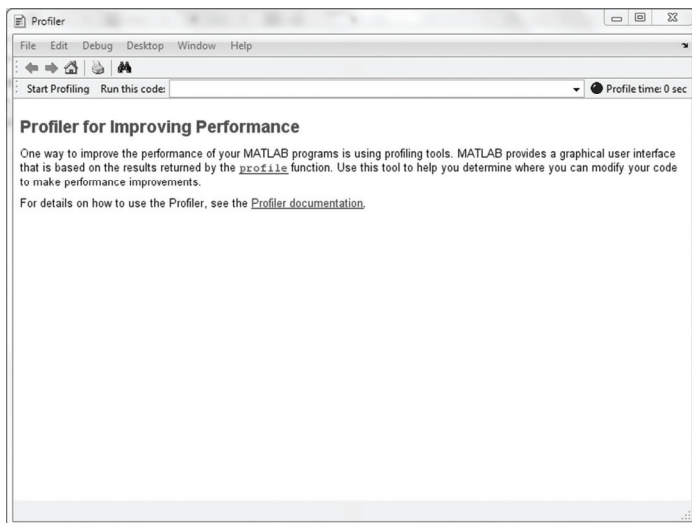 Profiler
File Edit Debug Desktop Window Help
Start Profiling Run this code: Profile time: 0 sec
Profiler for Improving Performance
One way to improve the performance of your MATLAB programs is using profiling tools. MATLAB provides a graphical user interface
that is based on the results returned by the profile function. Use this tool to help you determine where you can modify your code
to make performance improvements.
For details on how to use the Profiler, see the Profiler documentation.